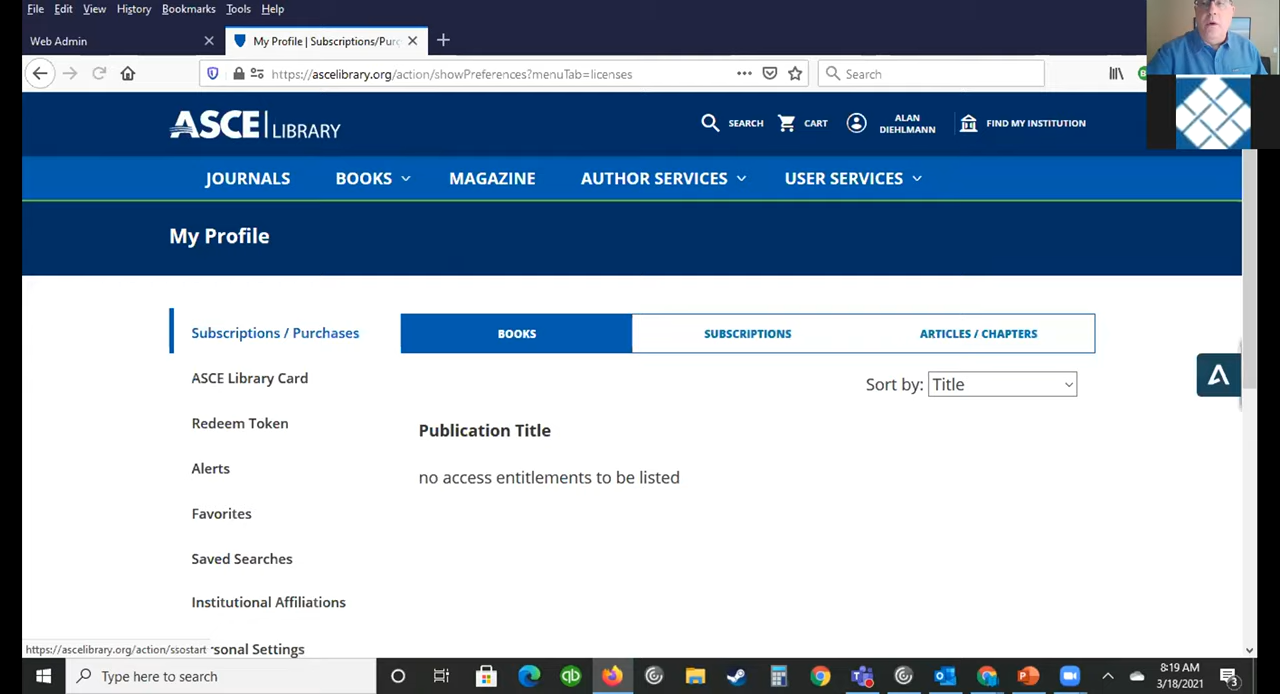 File Edit View History Bookmarks Tools Help
Web Admin
My Profile | Subscriptions/Purc
https://ascelibrary.org/action/showPreferences?menuTab=licenses
Search
ASCE LIBRARY
SEARCH CART ALAN DIEHLMANN FIND MY INSTITUTION
JOURNALS BOOKS MAGAZINE AUTHOR SERVICES USER SERVICES
My Profile
Subscriptions / Purchases
BOOKS SUBSCRIPTIONS ARTICLES / CHAPTERS
ASCE Library Card
Sort by: Title
Redeem Token
Publication Title
Alerts
no access entitlements to be listed
Favorites
Saved Searches
Institutional Affiliations
https://ascelibrary.org/action/ssostart
rsonal Settings
Type here to search
8:19 AM
3/18/2021
3